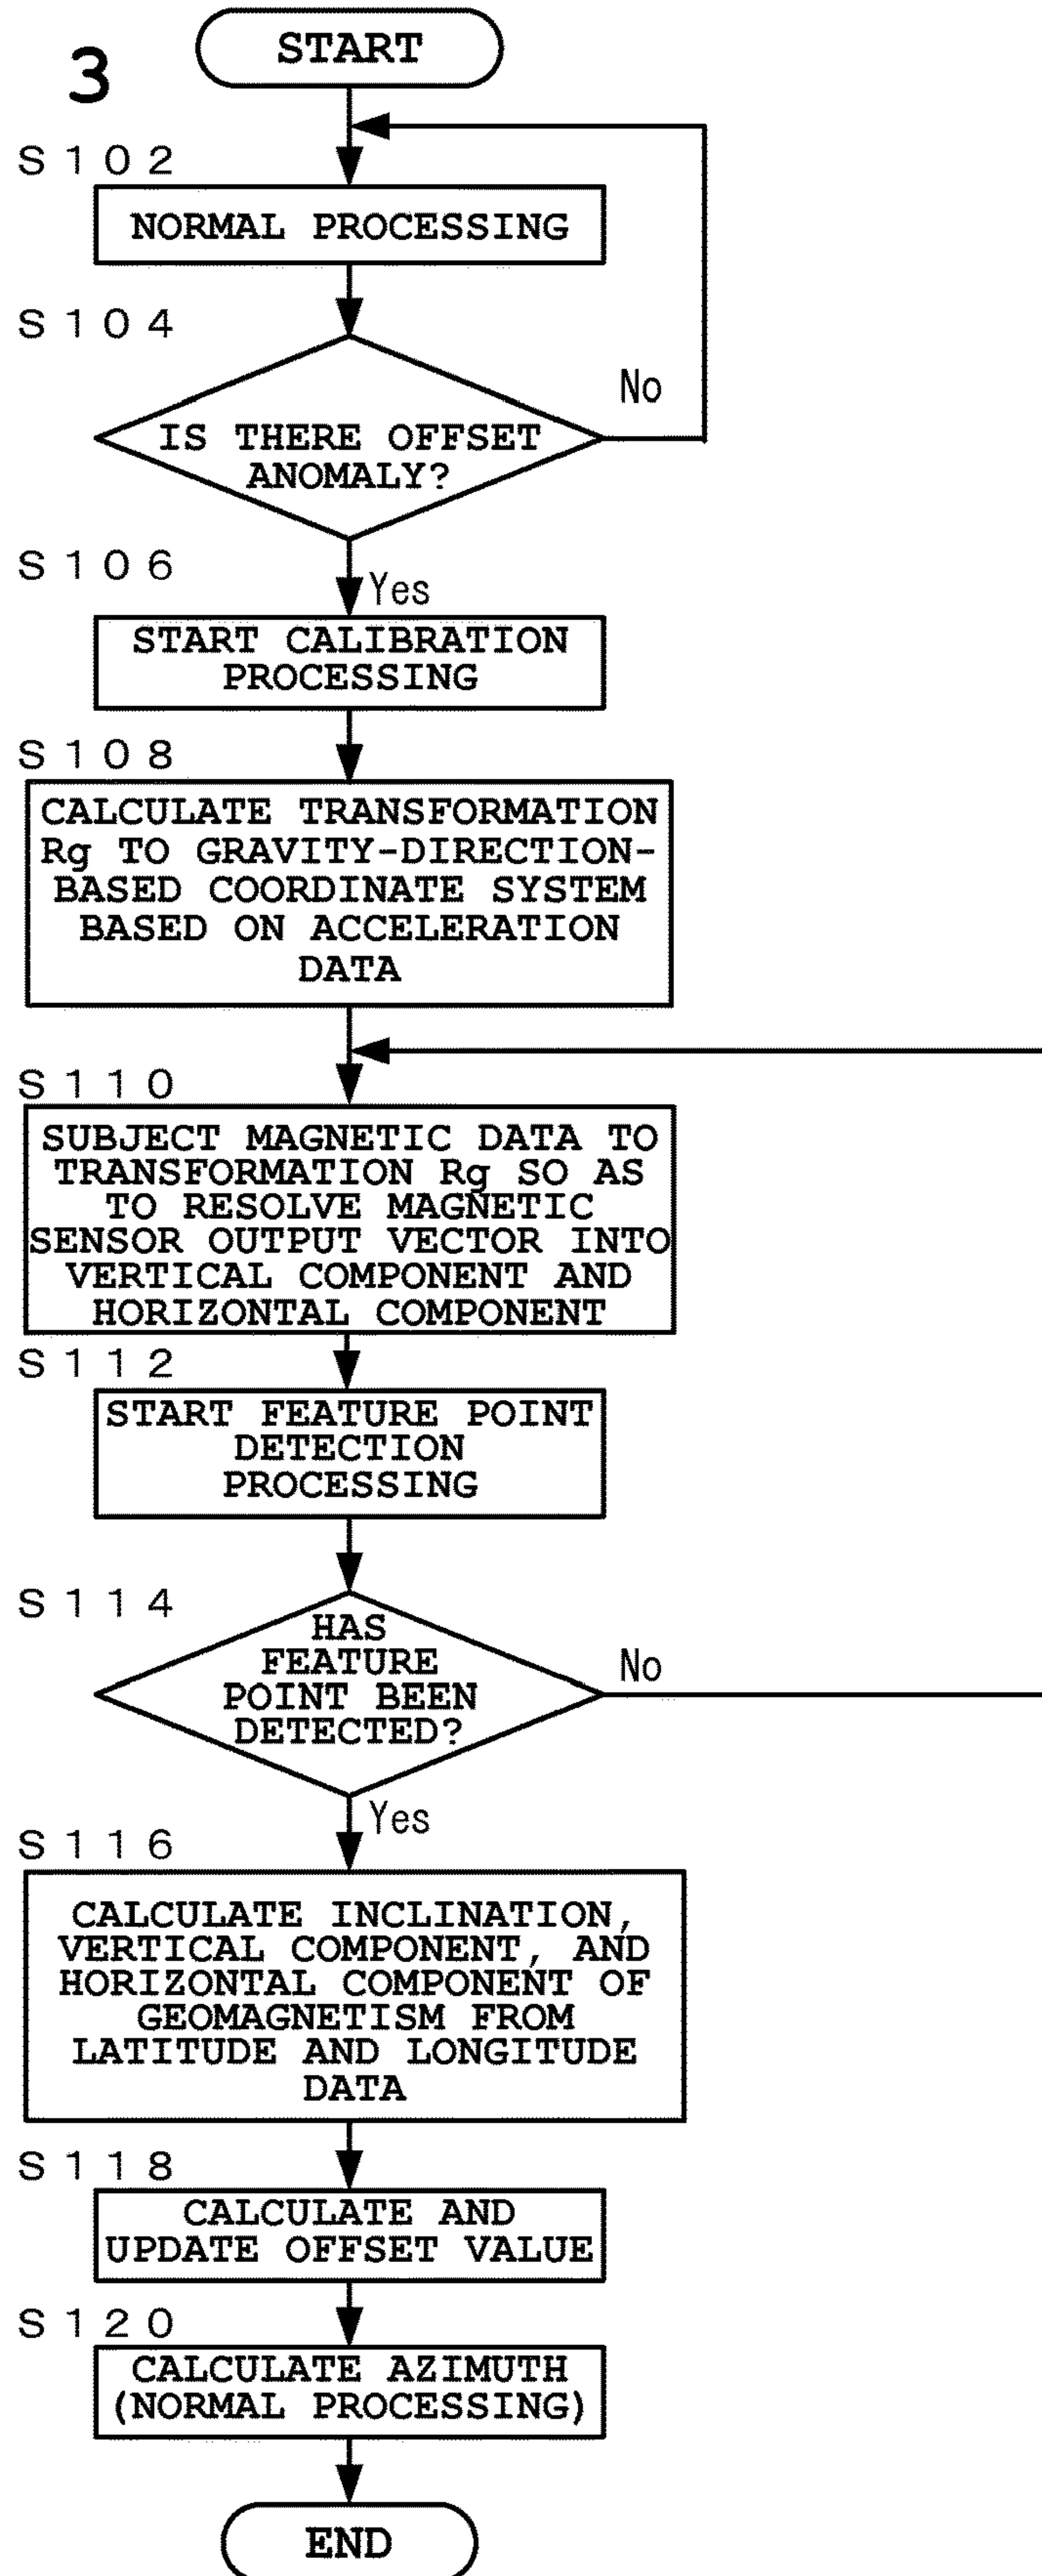 3
START
S102
NORMAL PROCESSING
S104
No
IS THERE OFFSET
ANOMALY?
S106
Yes
START CALIBRATION
PROCESSING
S108
CALCULATE TRANSFORMATION
Rg TO GRAVITY-DIRECTION-
BASED COORDINATE SYSTEM
BASED ON ACCELERATION
DATA
S110
SUBJECT MAGNETIC DATA TO
TRANSFORMATION Rg SO AS
TO RESOLVE MAGNETIC
SENSOR OUTPUT VECTOR INTO
VERTICAL COMPONENT AND
HORIZONTAL COMPONENT
S112
START FEATURE POINT
DETECTION
PROCESSING
S114
HAS
FEATURE
POINT BEEN
DETECTED?
No
Yes
S116
CALCULATE INCLINATION,
VERTICAL COMPONENT, AND
HORIZONTAL COMPONENT OF
GEOMAGNETISM FROM
LATITUDE AND LONGITUDE
DATA
S118
CALCULATE AND
UPDATE OFFSET VALUE
S120
CALCULATE AZIMUTH
(NORMAL PROCESSING)
END